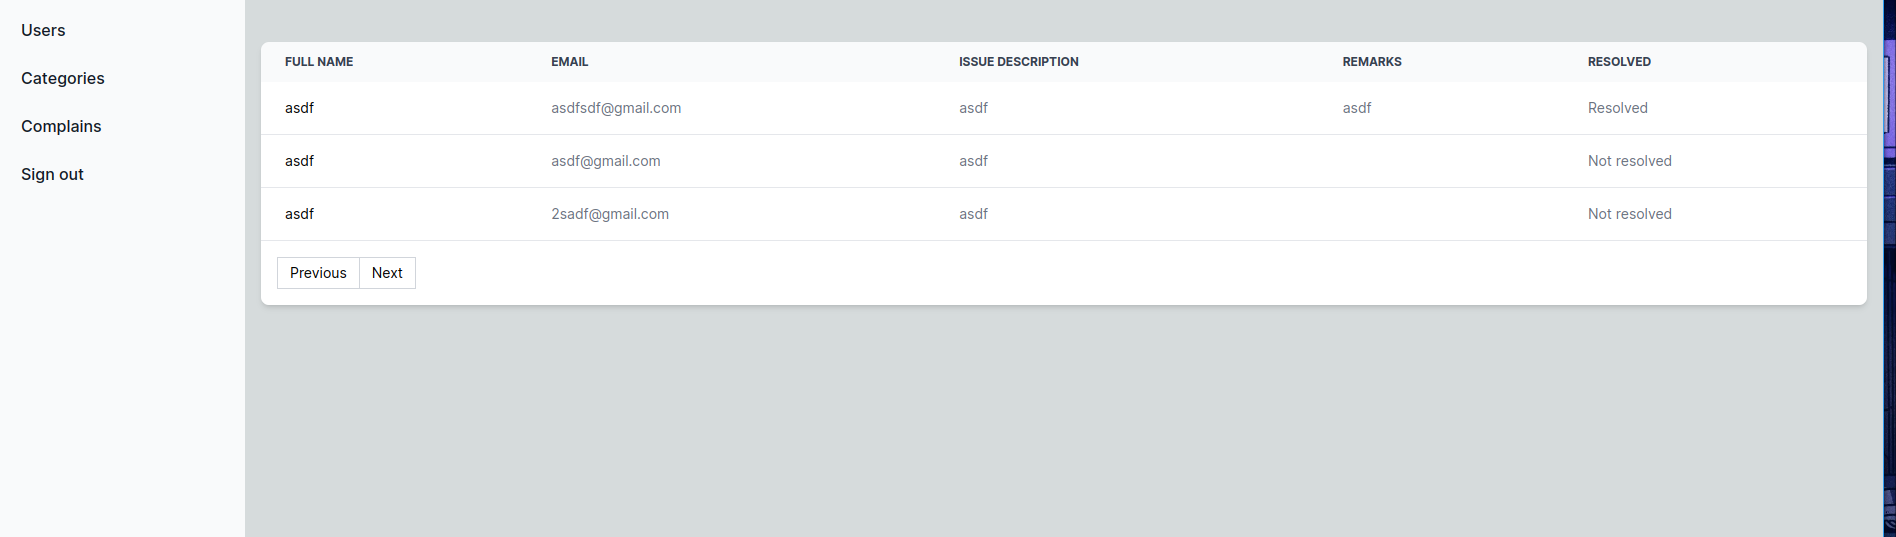 Users
Categories
Complains
Sign out
FULL NAME EMAIL ISSUE DESCRIPTION REMARKS RESOLVED
asdf asdfsdf@gmail.com asdf asdf Resolved
asdf asdf@gmail.com asdf Not resolved
asdf 2sadf@gmail.com asdf Not resolved
Previous Next